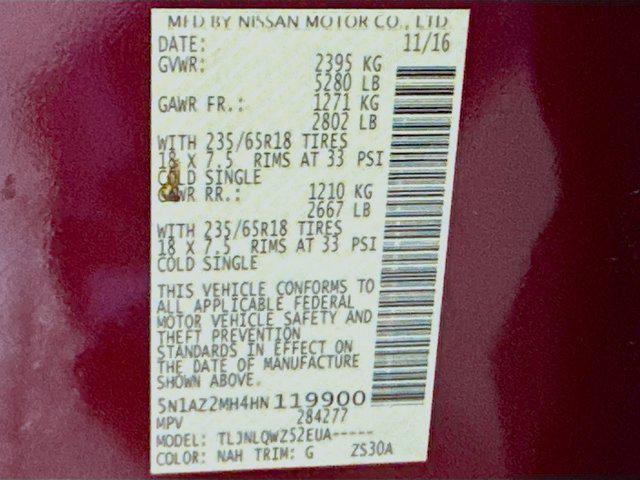 MFD BY NISSAN MOTOR CO., LTD.
DATE: 11/16
GVWR: 2395 KG
5280 LB
GAWR FR.: 1271 KG
2802 LB
WITH 235/65R18 TIRES
18 X 7.5 RIMS AT 33 PSI
COLD SINGLE
GAWR RR.: 1210 KG
2667 LB
WITH 235/65R18 TIRES
18 X 7.5 RIMS AT 33 PSI
COLD SINGLE
THIS VEHICLE CONFORMS TO
ALL APPLICABLE FEDERAL
MOTOR VEHICLE SAFETY AND
THEFT PREVENTION
STANDARDS IN EFFECT ON
THE DATE OF MANUFACTURE
SHOWN ABOVE.
5N1AZ2MH4HN119900
MPV 284277
MODEL: TLJNLQWZ52EUA-----
COLOR: NAH TRIM: G ZS30A